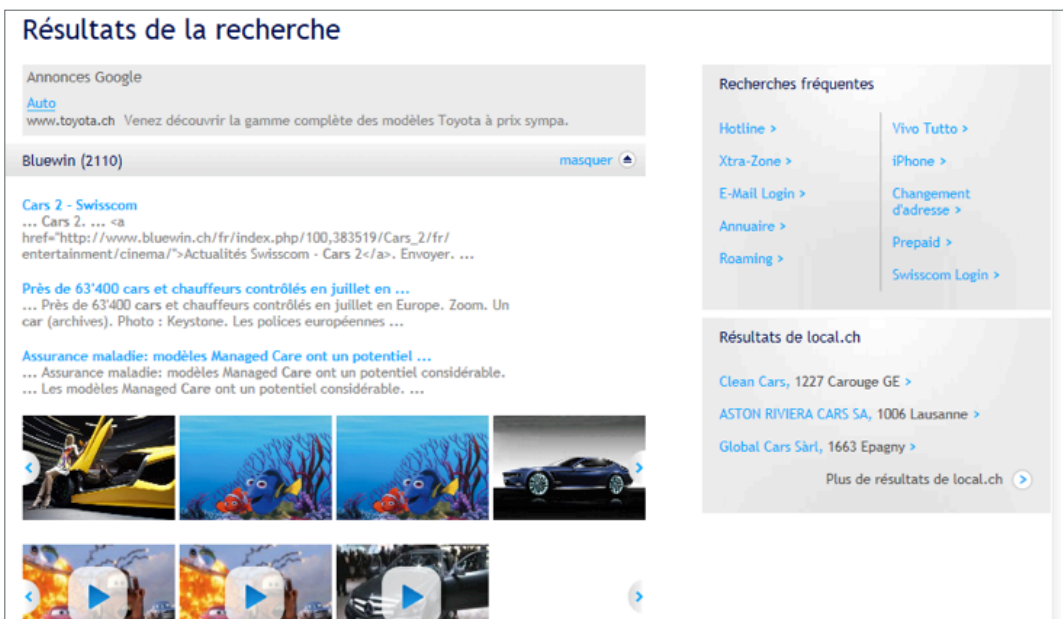 Résultats de la recherche
Annonces Google
Auto
www.toyota.ch Venez découvrir la gamme complète des modèles Toyota à prix sympa.
Bluewin (2110)
masquer
Cars 2 - Swisscom
... Cars 2. ... <a
href="http://www.bluewin.ch/fr/index.php/100,383519/Cars_2/fr/
entertainment/cinema/">Actualités Swisscom - Cars 2</a>. Envoyer. ...
Près de 63'400 cars et chauffeurs contrôlés en juillet en ...
... Près de 63'400 cars et chauffeurs contrôlés en juillet en Europe. Zoom. Un
car (archives). Photo : Keystone. Les polices européennes ...
Assurance maladie: modèles Managed Care ont un potentiel ...
... Assurance maladie: modèles Managed Care ont un potentiel considérable.
... Les modèles Managed Care ont un potentiel considérable. ...
Recherches fréquentes
Hotline >
Xtra-Zone >
E-Mail Login >
Annuaire >
Roaming >
Vivo Tutto >
iPhone >
Changement
d'adresse >
Prepaid >
Swisscom Login >
Résultats de local.ch
Clean Cars, 1227 Carouge GE >
ASTON RIVIERA CARS SA, 1006 Lausanne >
Global Cars Sàrl, 1663 Epagny >
Plus de résultats de local.ch >